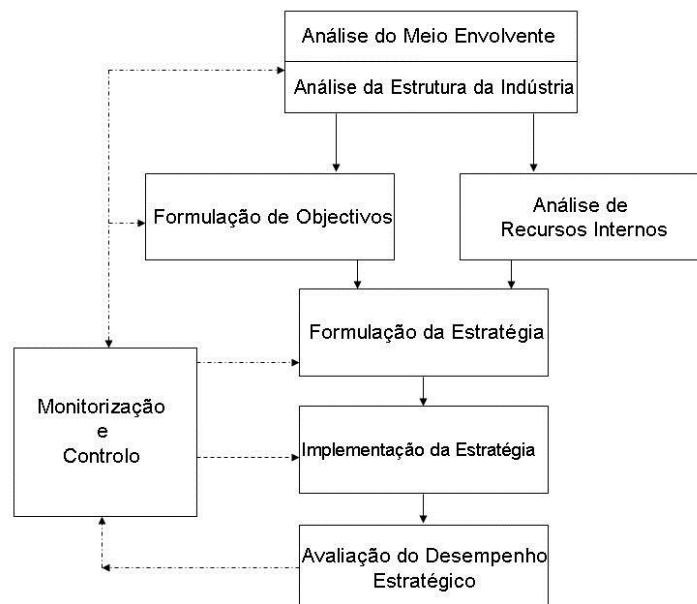 Análise do Meio Envolvente
Análise da Estrutura da Indústria
Formulação de Objectivos
Análise de
Recursos Internos
Formulação da Estratégia
Monitorização
e
Controlo
Implementação da Estratégia
Avaliação do Desempenho
Estratégico